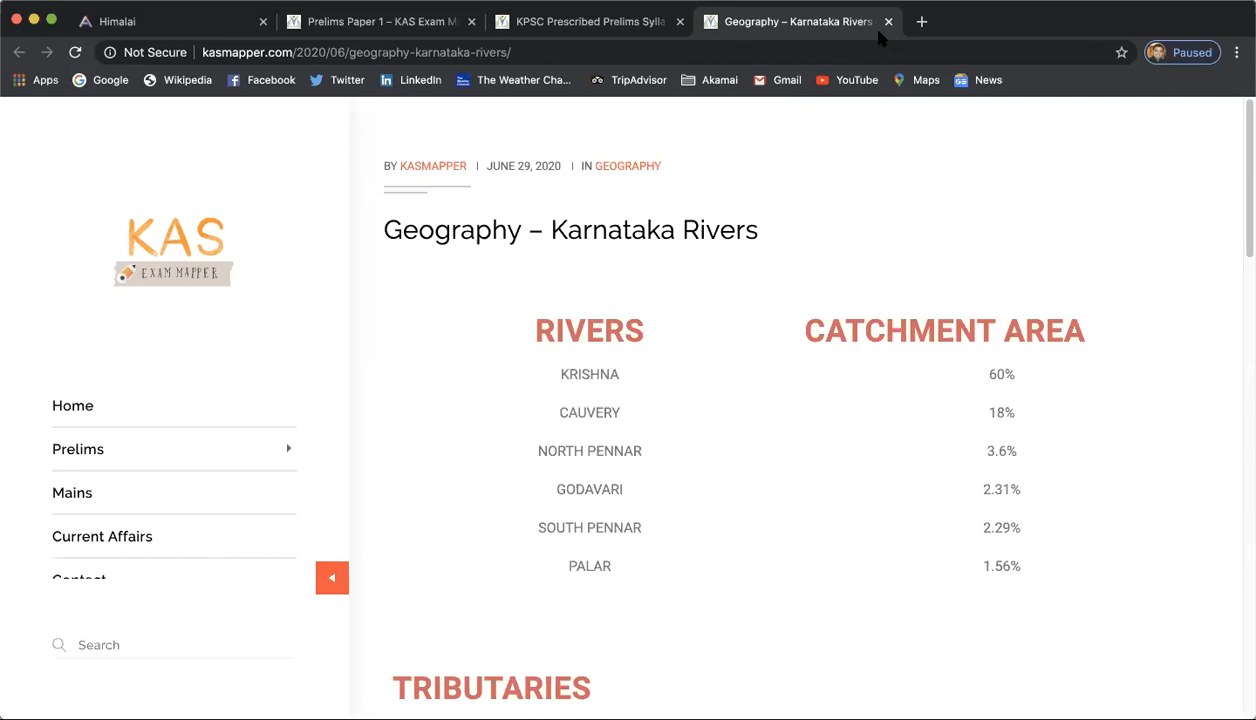 Himalai
Prelims Paper 1 – KAS Exam M
KPSC Prescribed Prelims Sylla
Geography – Karnataka Rivers
Not Secure
kasmapper.com/2020/06/geography-karnataka-rivers/
Paused
Apps
Google
Wikipedia
Facebook
Twitter
LinkedIn
The Weather Cha...
TripAdvisor
Akamai
Gmail
YouTube
Maps
News
BY KASMAPPER | JUNE 29, 2020 | IN GEOGRAPHY
Geography – Karnataka Rivers
KAS
EXAM MAPPER
RIVERS CATCHMENT AREA
KRISHNA 60%
CAUVERY 18%
NORTH PENNAR 3.6%
GODAVARI 2.31%
SOUTH PENNAR 2.29%
PALAR 1.56%
TRIBUTARIES
Home
Prelims
Mains
Current Affairs
Contact
Search